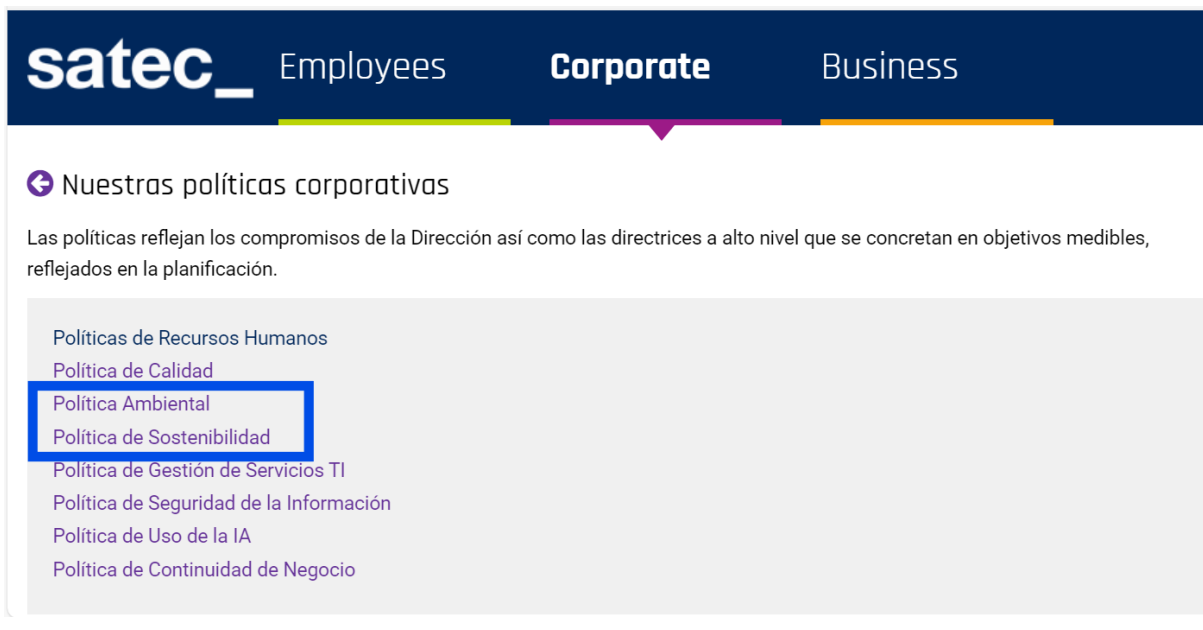 satec_ Employees Corporate Business
Nuestras políticas corporativas
Las políticas reflejan los compromisos de la Dirección así como las directrices a alto nivel que se concretan en objetivos medibles,
reflejados en la planificación.
Políticas de Recursos Humanos
Política de Calidad
Política Ambiental
Política de Sostenibilidad
Política de Gestión de Servicios TI
Política de Seguridad de la Información
Política de Uso de la IA
Política de Continuidad de Negocio